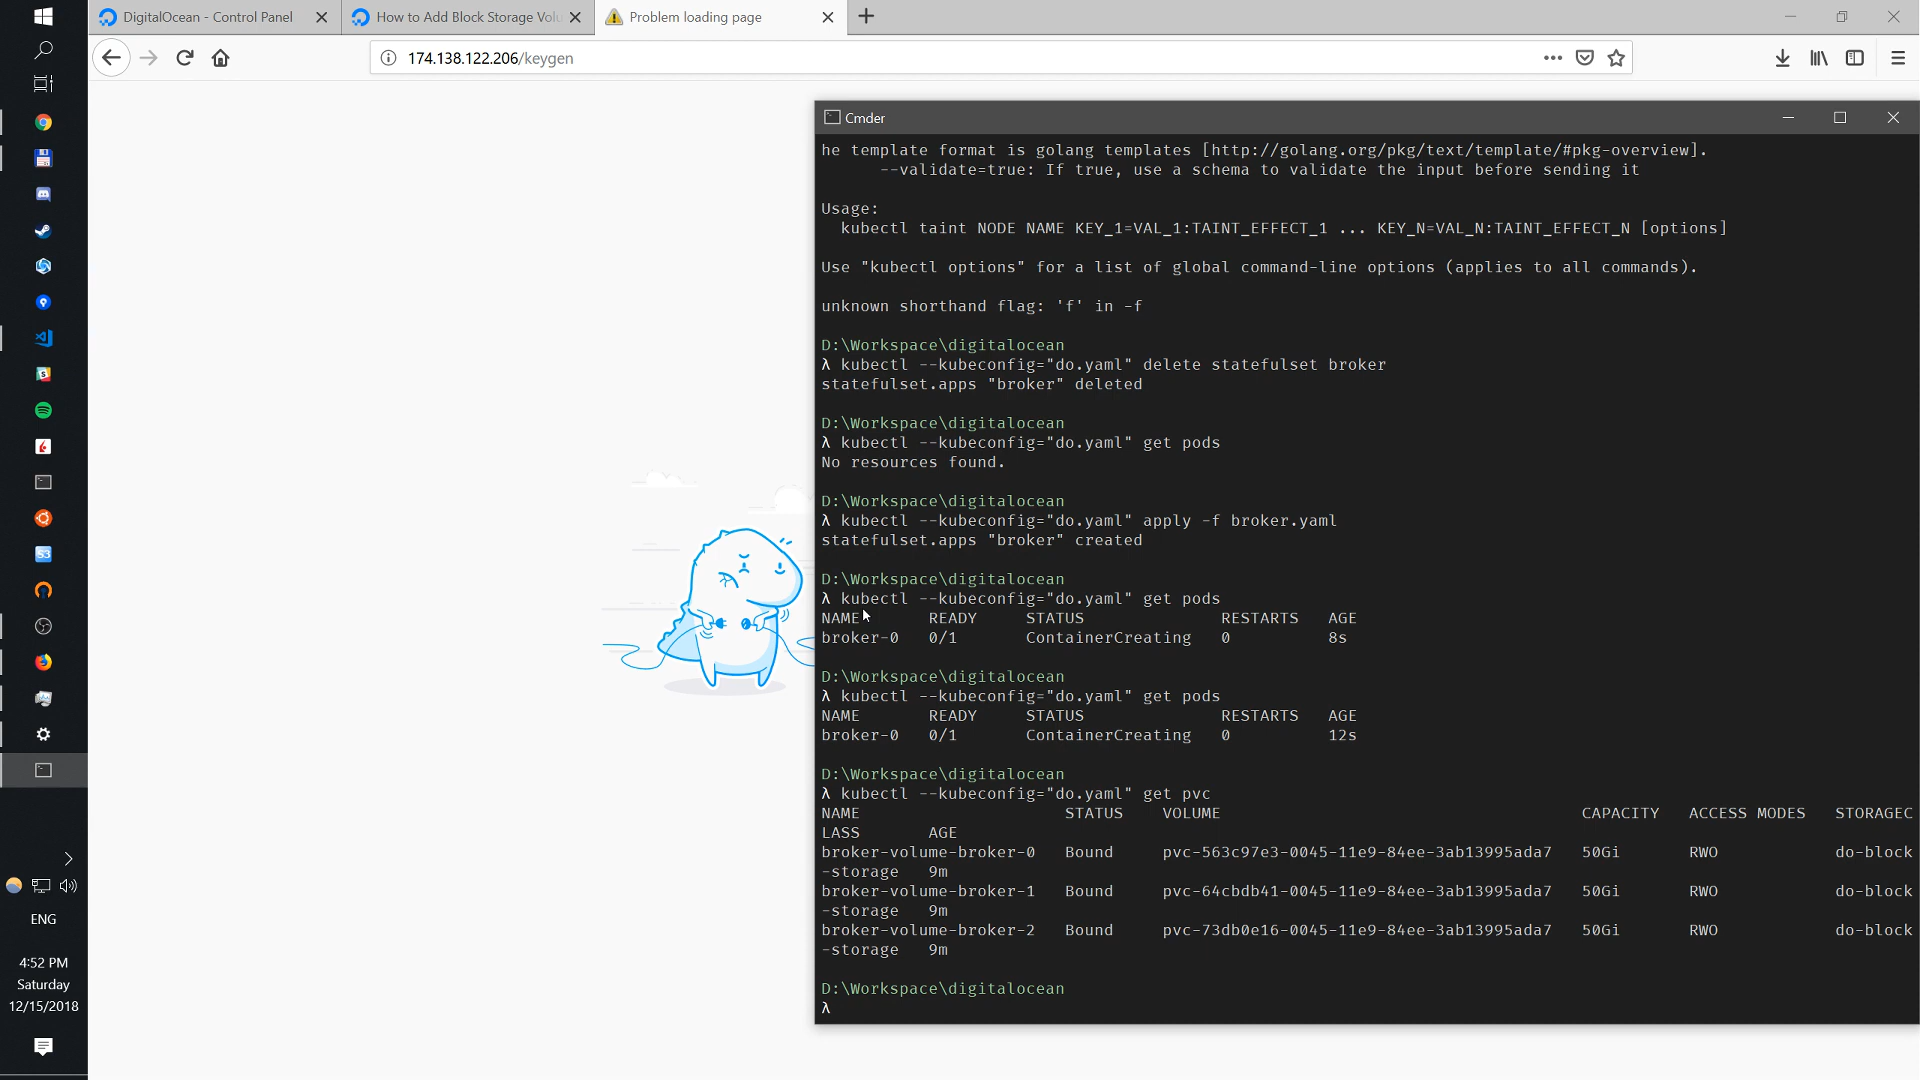 DigitalOcean - Control Panel
How to Add Block Storage Volu
Problem loading page
174.138.122.206/keygen
Cmder
he template format is golang templates [http://golang.org/pkg/text/template/#pkg-overview].
--validate=true: If true, use a schema to validate the input before sending it
Usage:
kubectl taint NODE NAME KEY_1=VAL_1:TAINT_EFFECT_1 ... KEY_N=VAL_N:TAINT_EFFECT_N [options]
Use "kubectl options" for a list of global command-line options (applies to all commands).
unknown shorthand flag: 'f' in -f
D:\Workspace\digitalocean
λ kubectl --kubeconfig="do.yaml" delete statefulset broker
statefulset.apps "broker" deleted
D:\Workspace\digitalocean
λ kubectl --kubeconfig="do.yaml" get pods
No resources found.
D:\Workspace\digitalocean
λ kubectl --kubeconfig="do.yaml" apply -f broker.yaml
statefulset.apps "broker" created
D:\Workspace\digitalocean
λ kubectl --kubeconfig="do.yaml" get pods
NAME READY STATUS RESTARTS AGE
broker-0 0/1 ContainerCreating 0 8s
D:\Workspace\digitalocean
λ kubectl --kubeconfig="do.yaml" get pods
NAME READY STATUS RESTARTS AGE
broker-0 0/1 ContainerCreating 0 12s
D:\Workspace\digitalocean
λ kubectl --kubeconfig="do.yaml" get pvc
NAME STATUS VOLUME CAPACITY ACCESS MODES STORAGEC
LASS AGE
broker-volume-broker-0 Bound pvc-563c97e3-0045-11e9-84ee-3ab13995ada7 50Gi RWO do-block
-storage 9m
broker-volume-broker-1 Bound pvc-64cbdb41-0045-11e9-84ee-3ab13995ada7 50Gi RWO do-block
-storage 9m
broker-volume-broker-2 Bound pvc-73db0e16-0045-11e9-84ee-3ab13995ada7 50Gi RWO do-block
-storage 9m
D:\Workspace\digitalocean
λ
S3
ENG
4:52 PM
Saturday
12/15/2018